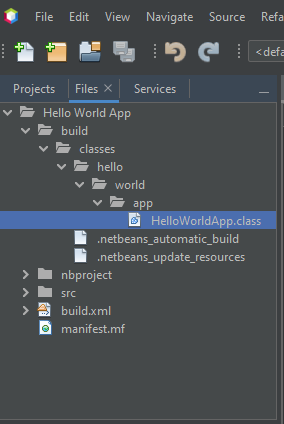 File Edit View Navigate Source Refa
<defa
Projects Files Services
Hello World App
build
classes
hello
world
app
HelloWorldApp.class
.netbeans_automatic_build
.netbeans_update_resources
nbproject
src
build.xml
manifest.mf